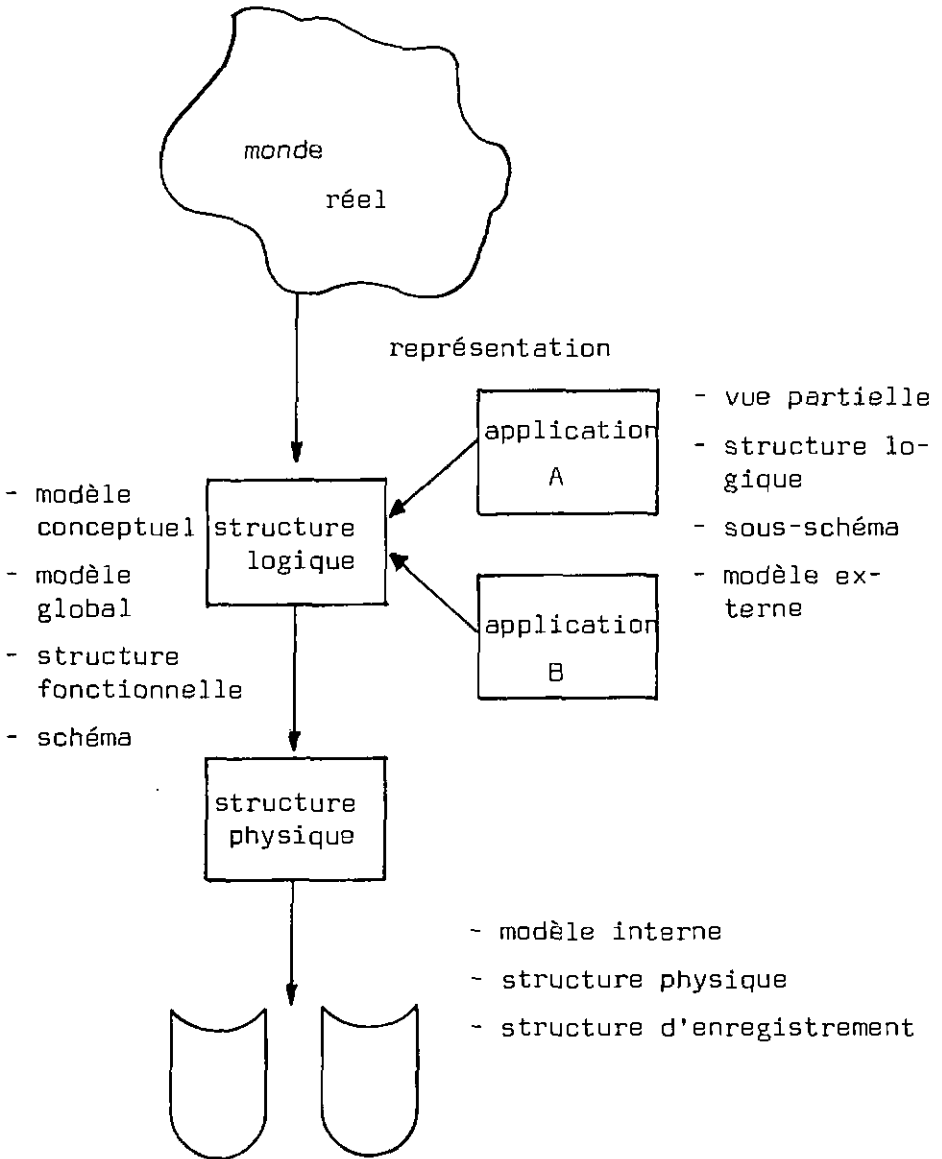 monde
réel
représentation
application
A
- vue partielle
- structure lo-
gique
- sous-schéma
- modèle ex-
terne
- modèle
conceptuel
- modèle
global
- structure
fonctionnelle
- schéma
structure
logique
application
B
structure
physique
- modèle interne
- structure physique
- structure d'enregistrement